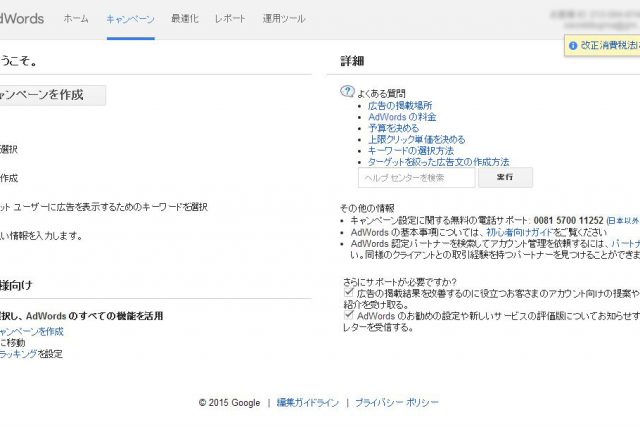 AdWords
ホーム
キャンペーン
最適化
レポート
運用ツール
改正消費税法
うこそ。
ャンペーンを作成
選択
作成
ット ユーザーに広告を表示するためのキーワードを選択
い情報を入力します。
様向け
択し、AdWords のすべての機能を活用
ャンペーンを作成
に移動
ラッキングを設定
詳細
よくある質問
広告の掲載場所
AdWords の料金
予算を決める
上限クリック単価を決める
キーワードの選択方法
ターゲットを絞った広告文の作成方法
ヘルプ センターを検索
実行
その他の情報
キャンペーン設定に関する無料の電話サポート: 0081 5700 11252 (日本以外
AdWords の基本事項については、初心者向けガイドをご覧ください
AdWords 認定パートナーを検索してアカウント管理を依頼するには、パートナ
い。同様のクライアントとの取引経験を持つパートナーを見つけることができま
さらにサポートが必要ですか?
広告の掲載結果を改善するのに役立つお客さまのアカウント向けの提案や
紹介を受け取る。
AdWords のお勧めの設定や新しいサービスの評価版についてお知らせす
レターを受信する。
© 2015 Google | 編集ガイドライン | プライバシー ポリシー